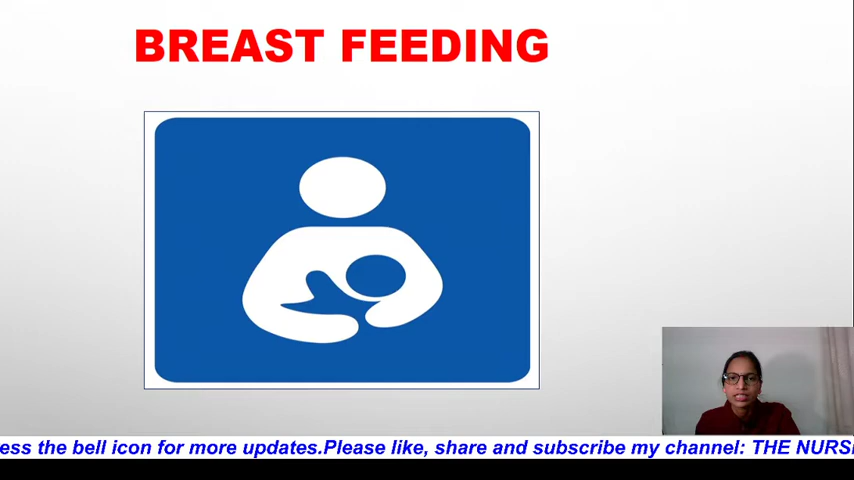 BREAST FEEDING
ess the bell icon for more updates.Please like, share and subscribe my channel: THE NURS